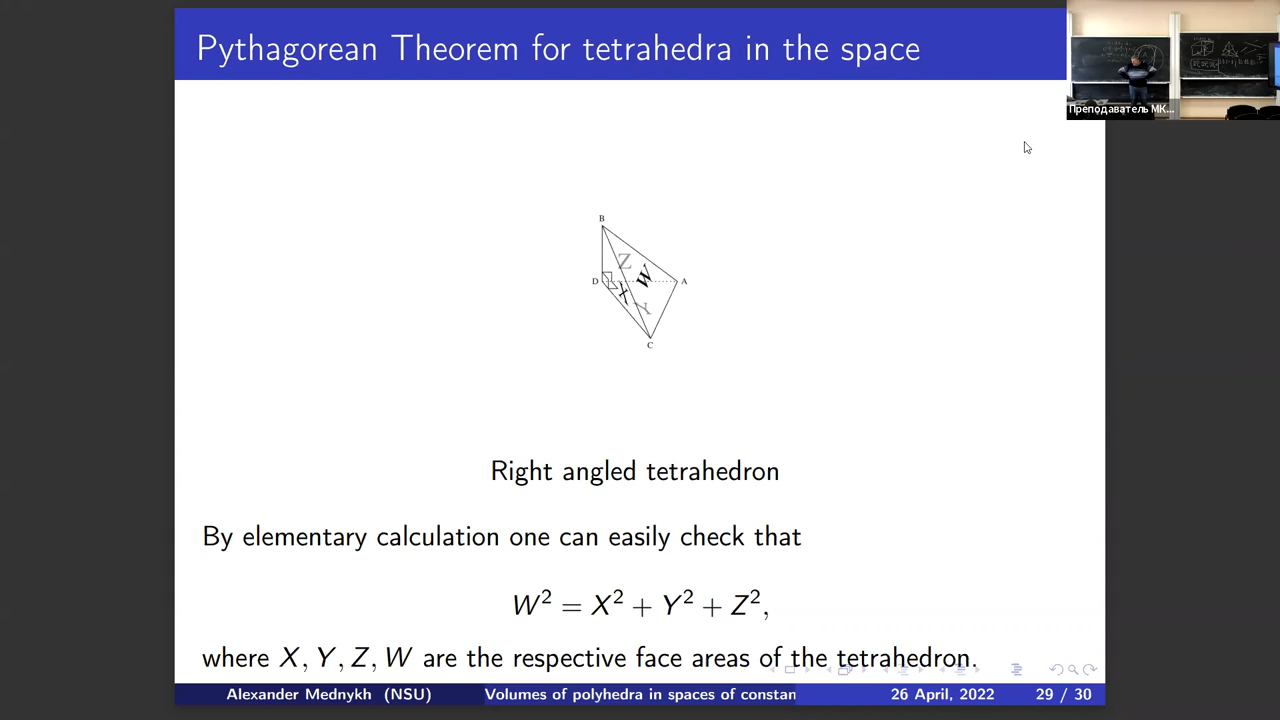 Pythagorean Theorem for tetrahedra in the space
Преподаватель МК...
B
Z
W
D
A
X
Y
C
Right angled tetrahedron
By elementary calculation one can easily check that
W² = X² + Y² + Z²,
where X, Y, Z, W are the respective face areas of the tetrahedron.
Alexander Mednykh (NSU) Volumes of polyhedra in spaces of constan 26 April, 2022 29 / 30